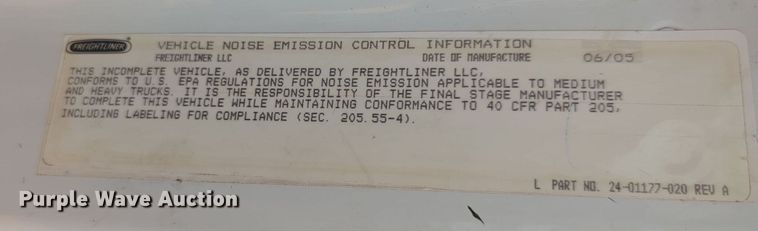 FREIGHTLINER
VEHICLE NOISE EMISSION CONTROL INFORMATION
FREIGHTLINER LLC DATE OF MANUFACTURE 06/05
THIS INCOMPLETE VEHICLE, AS DELIVERED BY FREIGHTLINER LLC,
CONFORMS TO U.S. EPA REGULATIONS FOR NOISE EMISSION APPLICABLE TO MEDIUM
AND HEAVY TRUCKS. IT IS THE RESPONSIBILITY OF THE FINAL STAGE MANUFACTURER
TO COMPLETE THIS VEHICLE WHILE MAINTAINING CONFORMANCE TO 40 CFR PART 205,
INCLUDING LABELING FOR COMPLIANCE (SEC. 205.55-4).
L PART NO. 24-01177-020 REV A
Purple Wave Auction